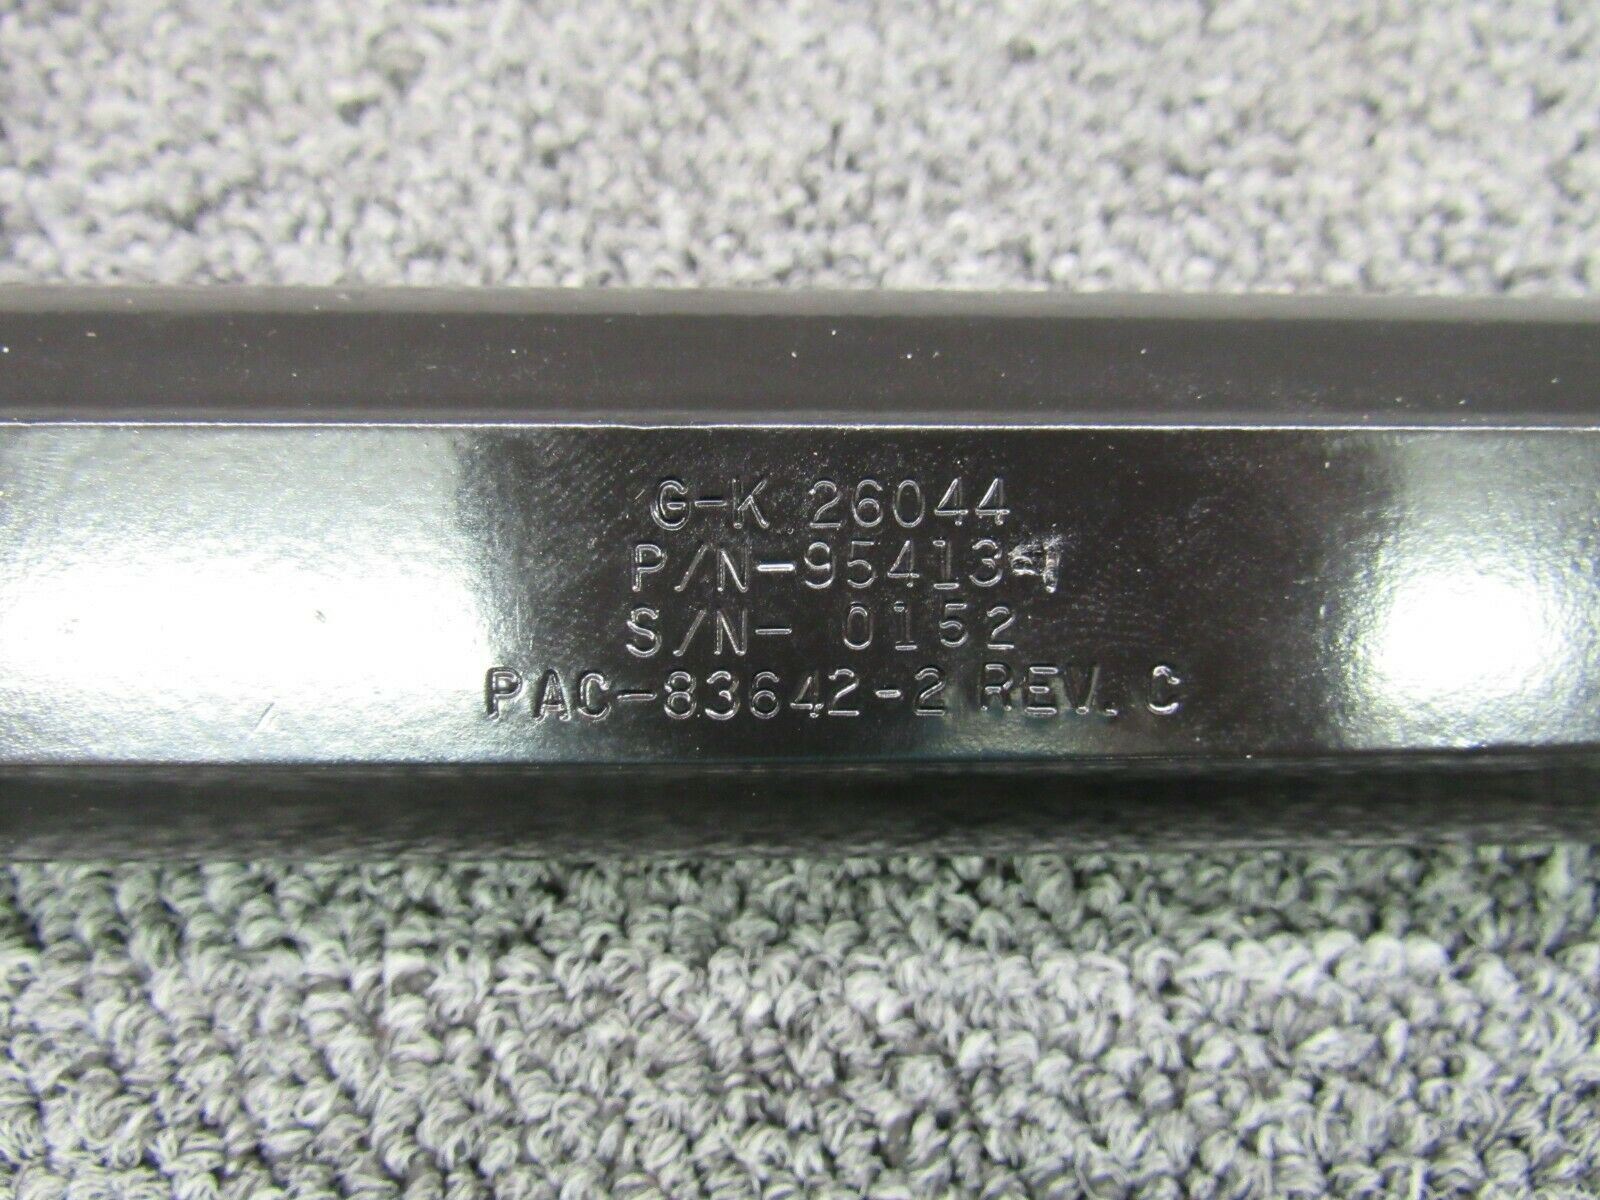 G-K 26044
P/N-95413-1
S/N- 0152
PAC-83642-2 REV. C